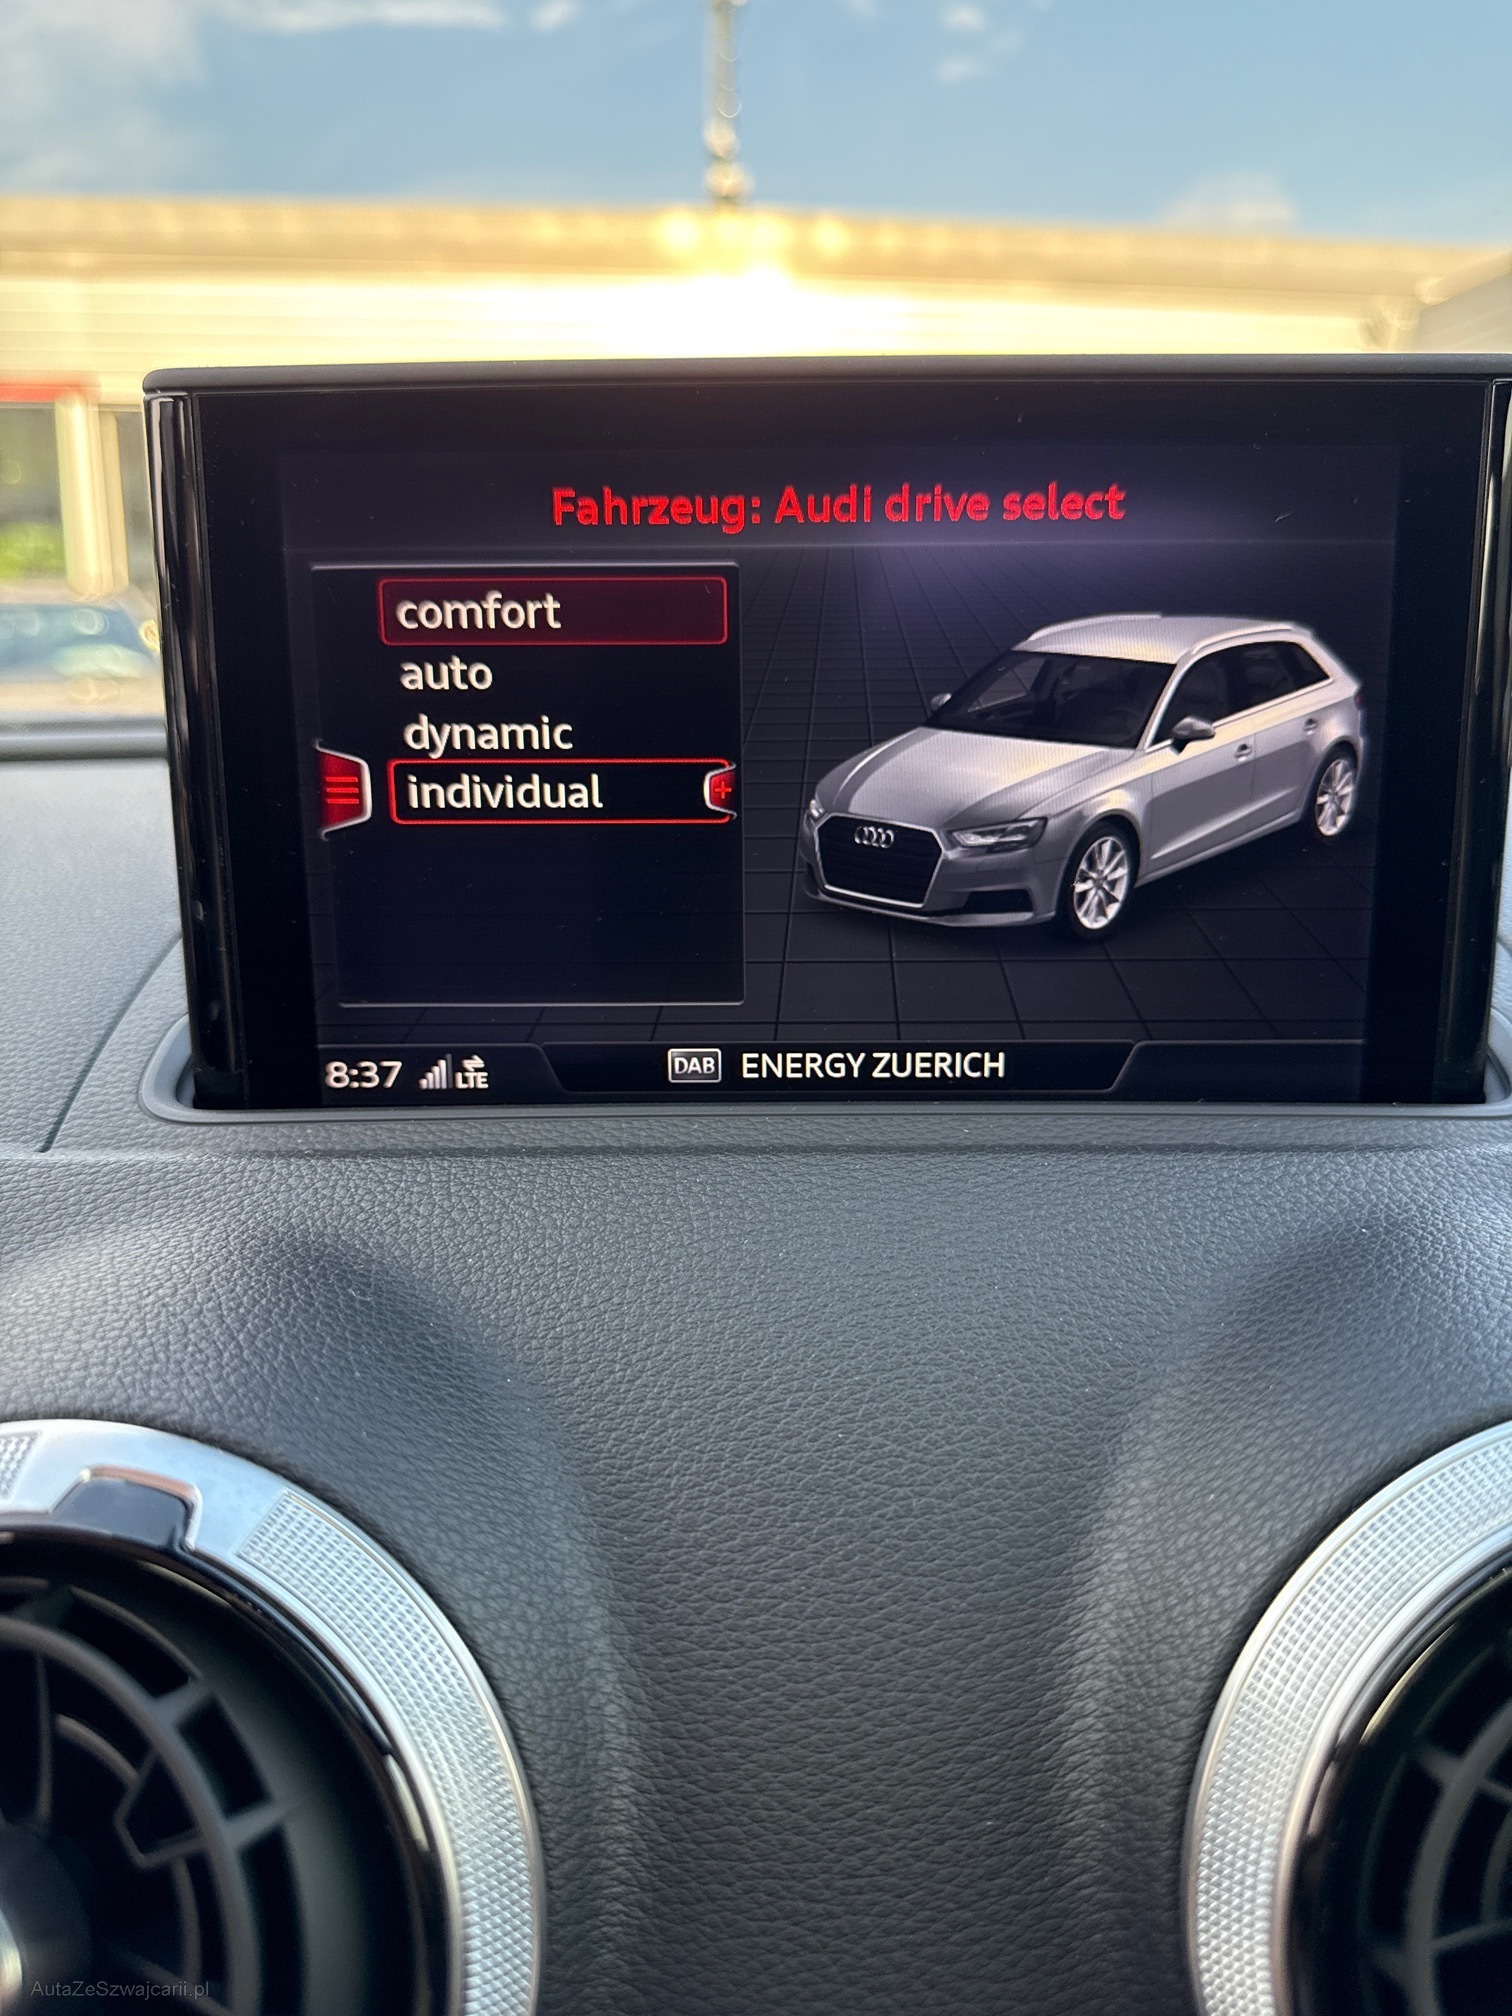 Fahrzeug: Audi drive select
comfort
auto
dynamic
individual
8:37 LTE
DAB ENERGY ZUERICH
AutaZeSzwajcarii.pl